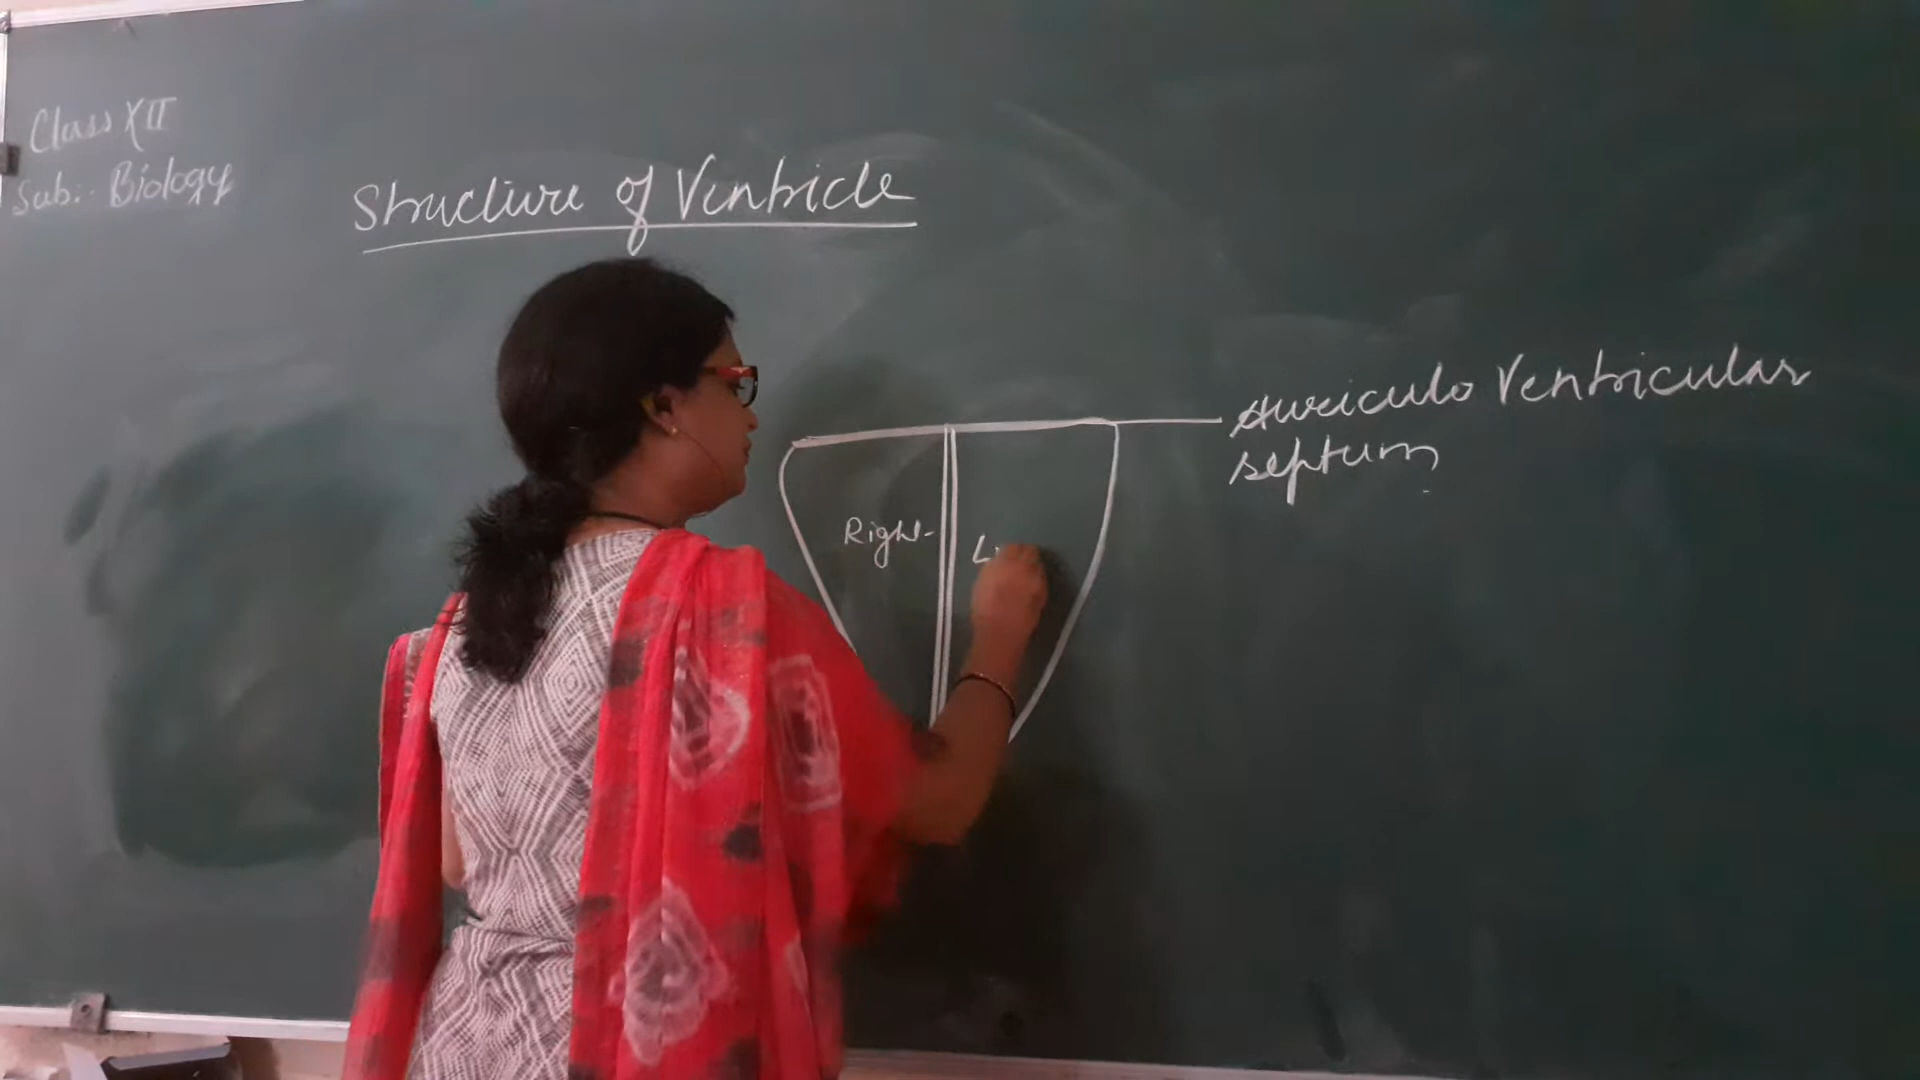 Class XII
Sub:- Biology
Structure of Ventricle
Auriculo Ventricular
septum
Right